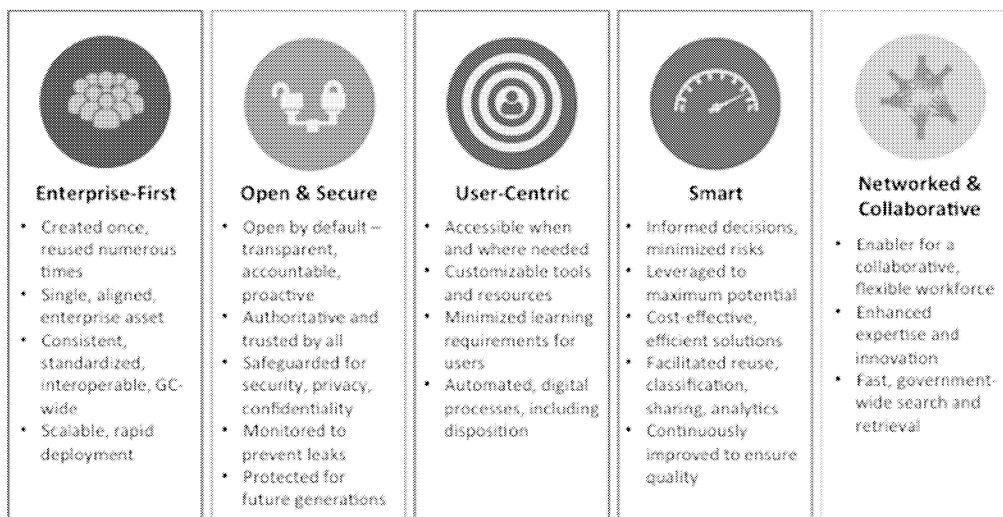 Enterprise-First
• Created once,
reused numerous
times
• Single, aligned,
enterprise asset
• Consistent,
standardized,
interoperable, GC-
wide
• Scalable, rapid
deployment
Open & Secure
• Open by default –
transparent,
accountable,
proactive
• Authoritative and
trusted by all
• Safeguarded for
security, privacy,
confidentiality
• Monitored to
prevent leaks
• Protected for
future generations
User-Centric
• Accessible when
and where needed
• Customizable tools
and resources
• Minimized learning
requirements for
users
• Automated, digital
processes, including
disposition
Smart
• Informed decisions,
minimized risks
• Leveraged to
maximum potential
• Cost-effective,
efficient solutions
• Facilitated reuse,
classification,
sharing, analytics
• Continuously
improved to ensure
quality
Networked &
Collaborative
• Enabler for a
collaborative,
flexible workforce
• Enhanced
expertise and
innovation
• Fast, government-
wide search and
retrieval